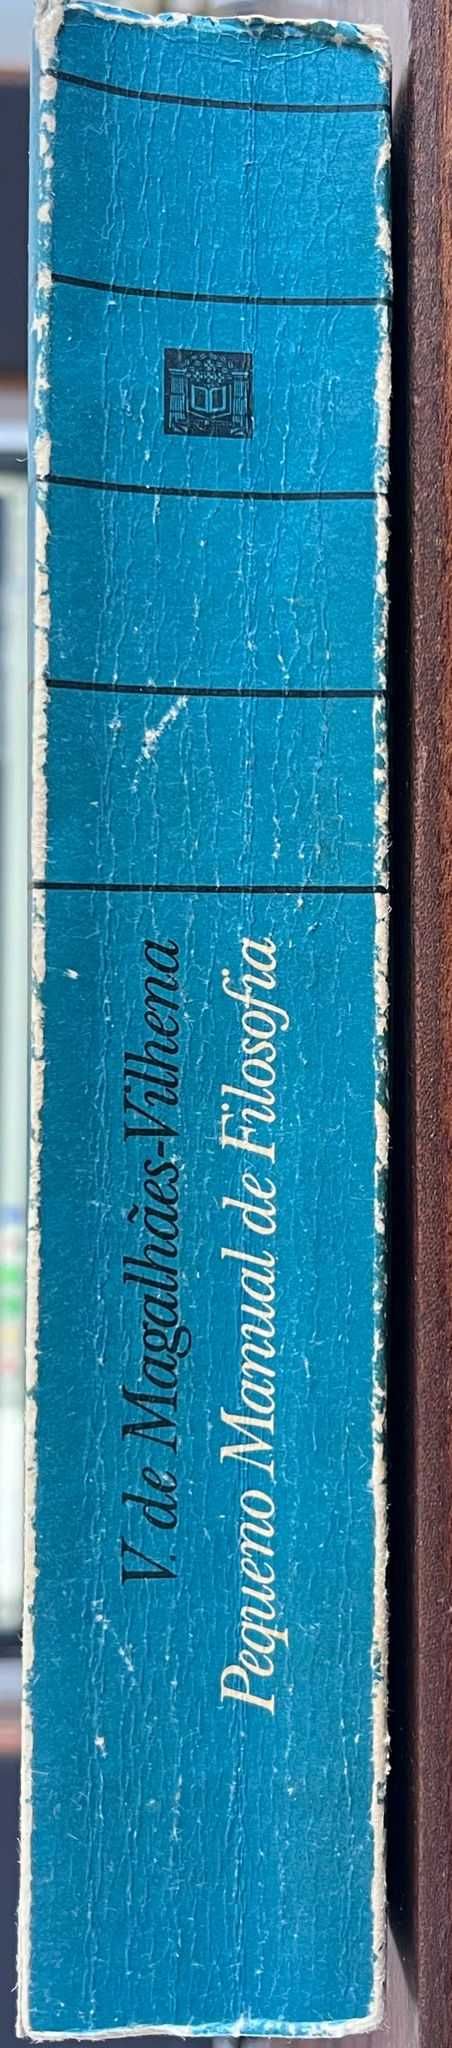 V. de Magalhães-Vilhena
Pequeno Manual de Filosofia